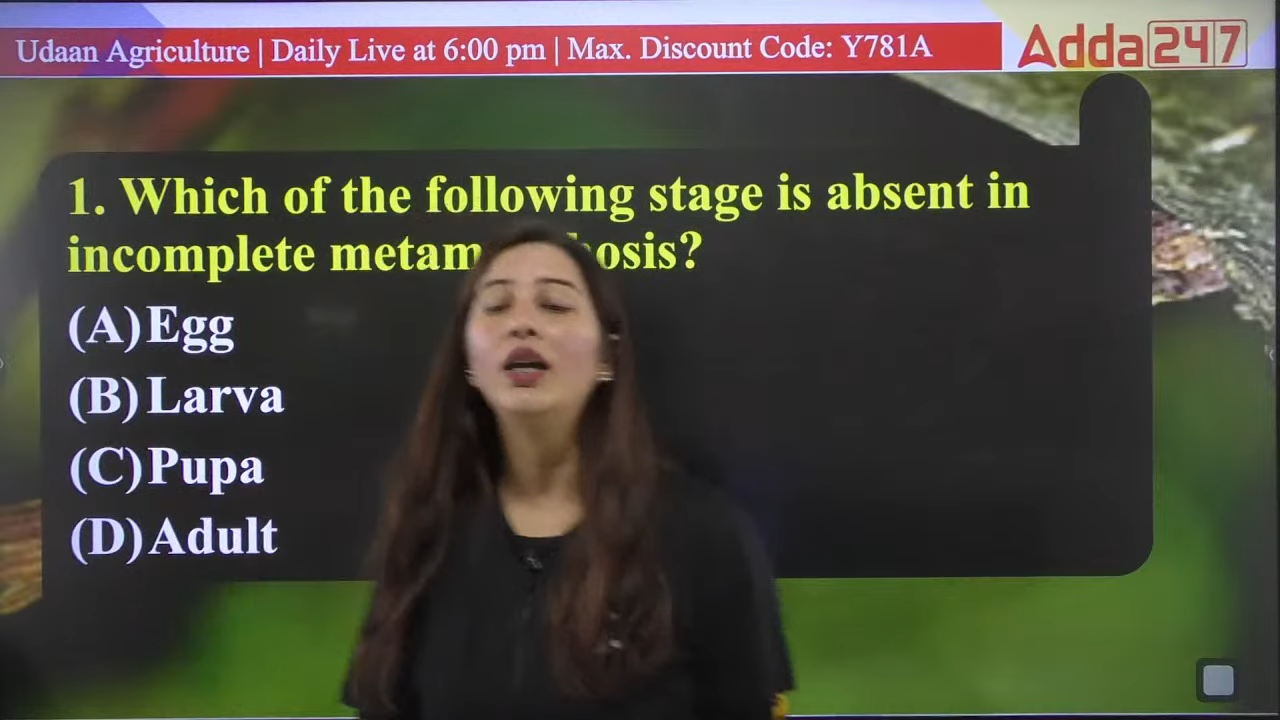 Udaan Agriculture | Daily Live at 6:00 pm | Max. Discount Code: Y781A
Adda247
1. Which of the following stage is absent in
incomplete osis?
(A) Egg
(B) Larva
(C) Pupa
(D) Adult